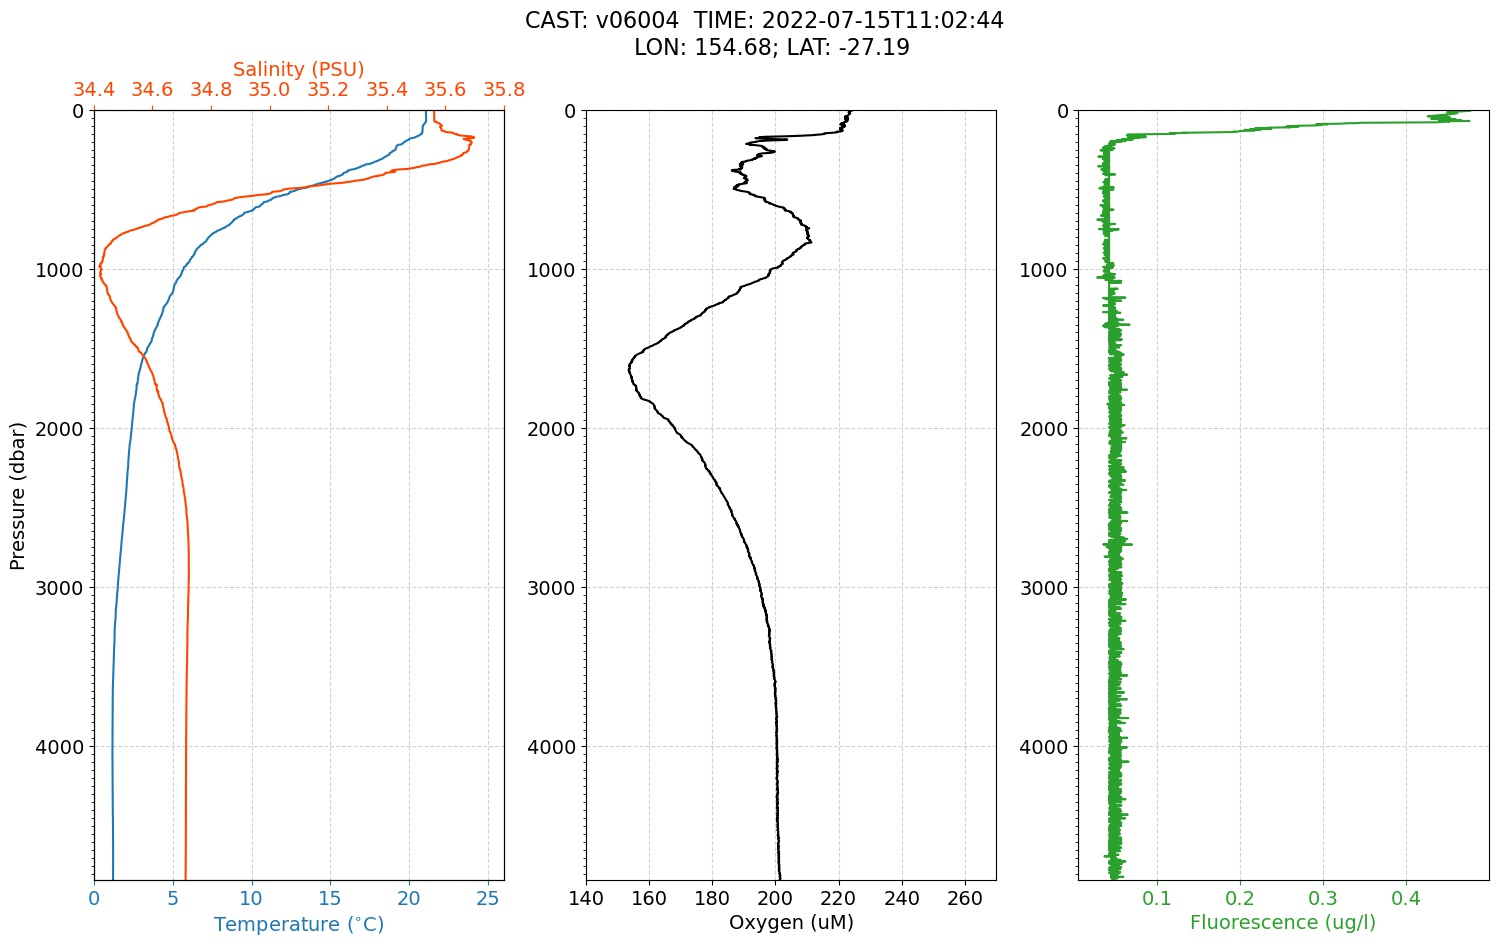 CAST: v06004  TIME: 2022-07-15T11:02:44
LON: 154.68; LAT: -27.19
Salinity (PSU)
34.4 34.6 34.8 35.0 35.2 35.4 35.6 35.8
Pressure (dbar)
0
1000
2000
3000
4000
0 5 10 15 20 25
Temperature (°C)
0
1000
2000
3000
4000
140 160 180 200 220 240 260
Oxygen (uM)
0
1000
2000
3000
4000
0.1 0.2 0.3 0.4
Fluorescence (ug/l)